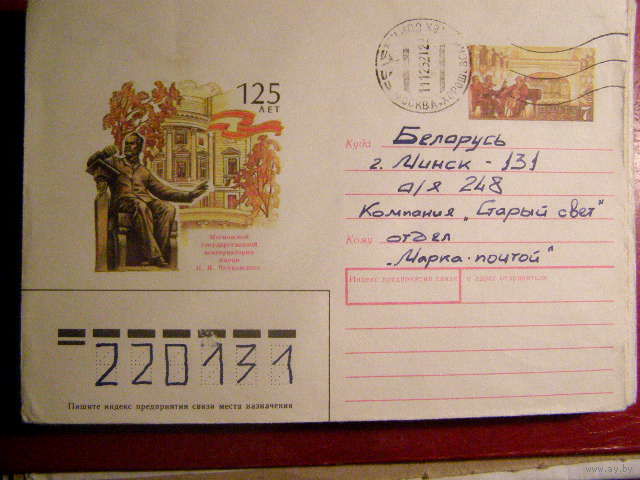 125
ЛЕТ
Московской
государственной
консерватории
имени
П. И. Чайковского
МОСКВА
Куда Беларусь
г. Минск - 131
а/я 248
Компания „Старый свет"
Кому отдел
„Марка-почтой"
Индекс предприятия связи и адрес отправителя
220131
Пишите индекс предприятия связи места назначения
www.ay.by